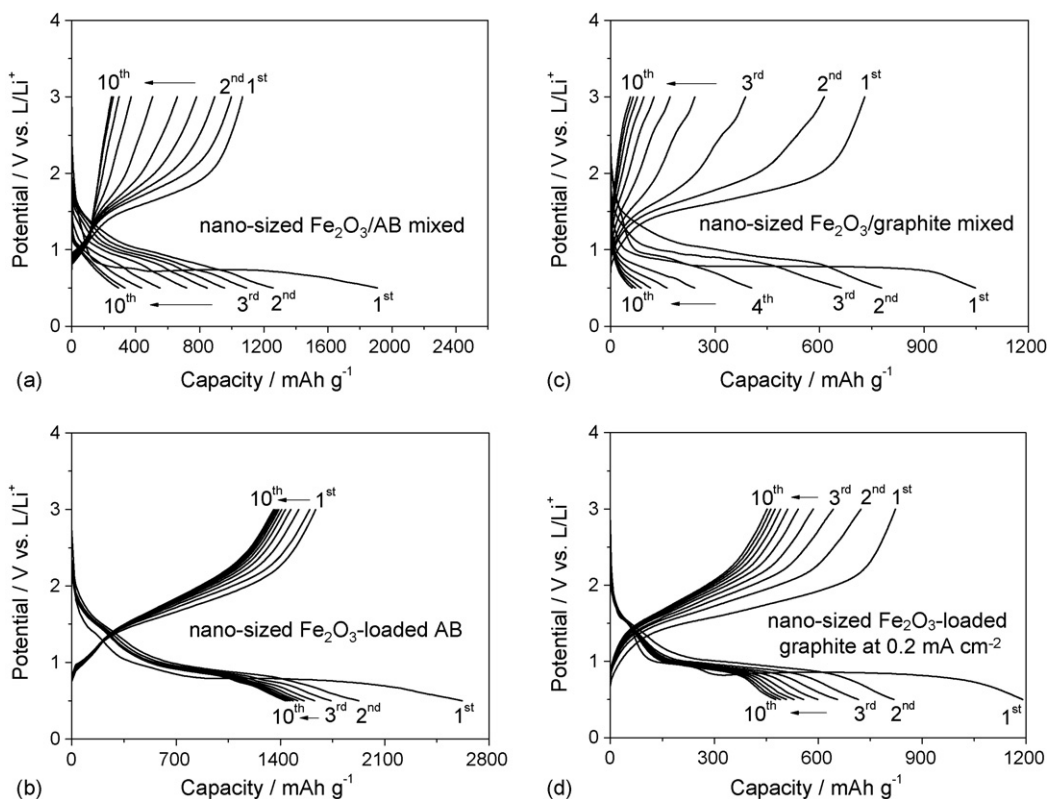 4
3
2
1
0
Potential / V vs. L/Li⁺
10ᵗʰ 2ⁿᵈ 1ˢᵗ
nano-sized Fe₂O₃/AB mixed
10ᵗʰ 3ʳᵈ 2ⁿᵈ 1ˢᵗ
0 400 800 1200 1600 2000 2400
(a) Capacity / mAh g⁻¹
4
3
2
1
0
Potential / V vs. L/Li⁺
10ᵗʰ 3ʳᵈ 2ⁿᵈ 1ˢᵗ
nano-sized Fe₂O₃/graphite mixed
10ᵗʰ 4ᵗʰ 3ʳᵈ 2ⁿᵈ 1ˢᵗ
0 300 600 900 1200
(c) Capacity / mAh g⁻¹
4
3
2
1
0
Potential / V vs. L/Li⁺
10ᵗʰ 1ˢᵗ
nano-sized Fe₂O₃-loaded AB
10ᵗʰ 3ʳᵈ 2ⁿᵈ 1ˢᵗ
0 700 1400 2100 2800
(b) Capacity / mAh g⁻¹
4
3
2
1
0
Potential / V vs. L/Li⁺
10ᵗʰ 3ʳᵈ 2ⁿᵈ 1ˢᵗ
nano-sized Fe₂O₃-loaded
graphite at 0.2 mA cm⁻²
10ᵗʰ 3ʳᵈ 2ⁿᵈ 1ˢᵗ
0 300 600 900 1200
(d) Capacity / mAh g⁻¹